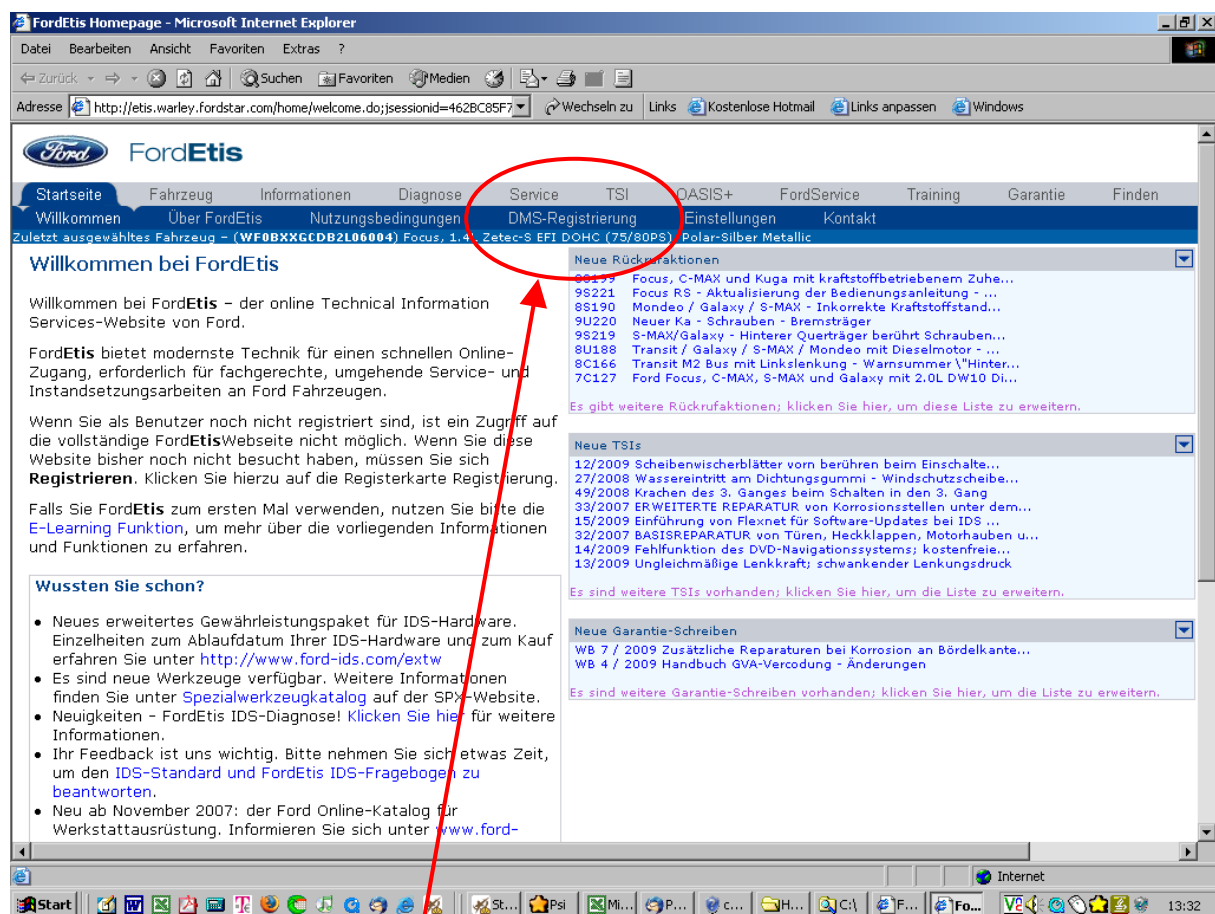 FordEtis Homepage - Microsoft Internet Explorer
Datei Bearbeiten Ansicht Favoriten Extras ?
Zurück Suchen Favoriten Medien
Adresse http://etis.warley.fordstar.com/home/welcome.do;jsessionid=462BC85F7 Wechseln zu Links Kostenlose Hotmail Links anpassen Windows
Ford FordEtis
Startseite Fahrzeug Informationen Diagnose Service TSI OASIS+ FordService Training Garantie Finden
Willkommen Über FordEtis Nutzungsbedingungen DMS-Registrierung Einstellungen Kontakt
Zuletzt ausgewähltes Fahrzeug - (WF0BXXGCDB2L06004) Focus, 1.4L Zetec-S EFI DOHC (75/80PS) Polar-Silber Metallic
Willkommen bei FordEtis
Willkommen bei FordEtis – der online Technical Information
Services-Website von Ford.
FordEtis bietet modernste Technik für einen schnellen Online-
Zugang, erforderlich für fachgerechte, umgehende Service- und
Instandsetzungsarbeiten an Ford Fahrzeugen.
Wenn Sie als Benutzer noch nicht registriert sind, ist ein Zugriff auf
die vollständige FordEtisWebseite nicht möglich. Wenn Sie diese
Website bisher noch nicht besucht haben, müssen Sie sich
Registrieren. Klicken Sie hierzu auf die Registerkarte Registrierung.
Falls Sie FordEtis zum ersten Mal verwenden, nutzen Sie bitte die
E-Learning Funktion, um mehr über die vorliegenden Informationen
und Funktionen zu erfahren.
Wussten Sie schon?
• Neues erweitertes Gewährleistungspaket für IDS-Hardware.
Einzelheiten zum Ablaufdatum Ihrer IDS-Hardware und zum Kauf
erfahren Sie unter http://www.ford-ids.com/extw
• Es sind neue Werkzeuge verfügbar. Weitere Informationen
finden Sie unter Spezialwerkzeugkatalog auf der SPX-Website.
• Neuigkeiten - FordEtis IDS-Diagnose! Klicken Sie hier für weitere
Informationen.
• Ihr Feedback ist uns wichtig. Bitte nehmen Sie sich etwas Zeit,
um den IDS-Standard und FordEtis IDS-Fragebogen zu
beantworten.
• Neu ab November 2007: der Ford Online-Katalog für
Werkstattausrüstung. Informieren Sie sich unter www.ford-
Neue Rückrufaktionen
Focus, C-MAX und Kuga mit kraftstoffbetriebenem Zuhe...
9S221 Focus RS - Aktualisierung der Bedienungsanleitung - ...
8S190 Mondeo / Galaxy / S-MAX - Inkorrekte Kraftstoffstand...
9U220 Neuer Ka - Schrauben - Bremsträger
9S219 S-MAX/Galaxy - Hinterer Querträger berührt Schrauben...
8U188 Transit / Galaxy / S-MAX / Mondeo mit Dieselmotor - ...
8C166 Transit M2 Bus mit Linkslenkung - Warnsummer \"Hinter...
7C127 Ford Focus, C-MAX, S-MAX und Galaxy mit 2.0L DW10 Di...
Es gibt weitere Rückrufaktionen; klicken Sie hier, um diese Liste zu erweitern.
Neue TSIs
12/2009 Scheibenwischerblätter vorn berühren beim Einschalte...
27/2008 Wassereintritt am Dichtungsgummi - Windschutzscheibe...
49/2008 Krachen des 3. Ganges beim Schalten in den 3. Gang
33/2007 ERWEITERTE REPARATUR von Korrosionsstellen unter dem...
15/2009 Einführung von Flexnet für Software-Updates bei IDS ...
32/2007 BASISREPARATUR von Türen, Heckklappen, Motorhauben u...
14/2009 Fehlfunktion des DVD-Navigationssystems; kostenfreie...
13/2009 Ungleichmäßige Lenkkraft; schwankender Lenkungsdruck
Es sind weitere TSIs vorhanden; klicken Sie hier, um die Liste zu erweitern.
Neue Garantie-Schreiben
WB 7 / 2009 Zusätzliche Reparaturen bei Korrosion an Bördelkante...
WB 4 / 2009 Handbuch GVA-Vercodung - Änderungen
Es sind weitere Garantie-Schreiben vorhanden; klicken Sie hier, um die Liste zu erweitern.
Internet
Start St... Psi Mi... P... c... H... C:\ F... Fo... 13:32